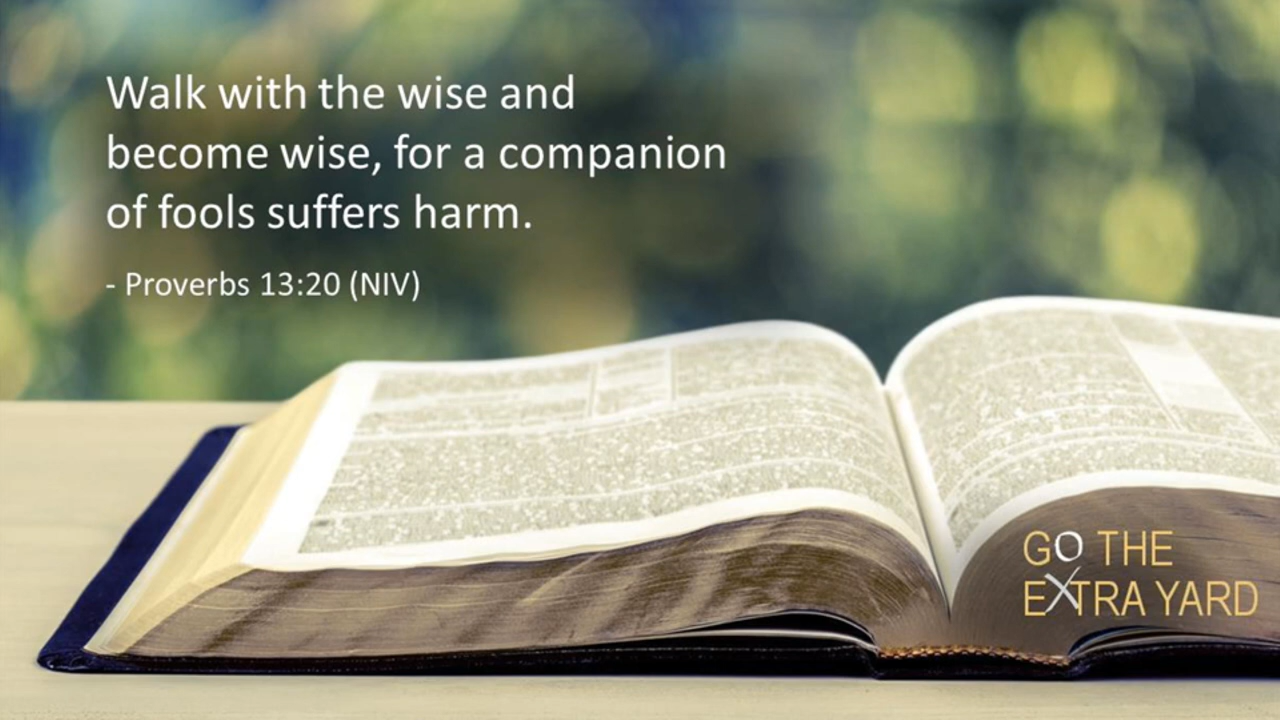 Walk with the wise and
become wise, for a companion
of fools suffers harm.
- Proverbs 13:20 (NIV)
GO THE
EXTRA YARD